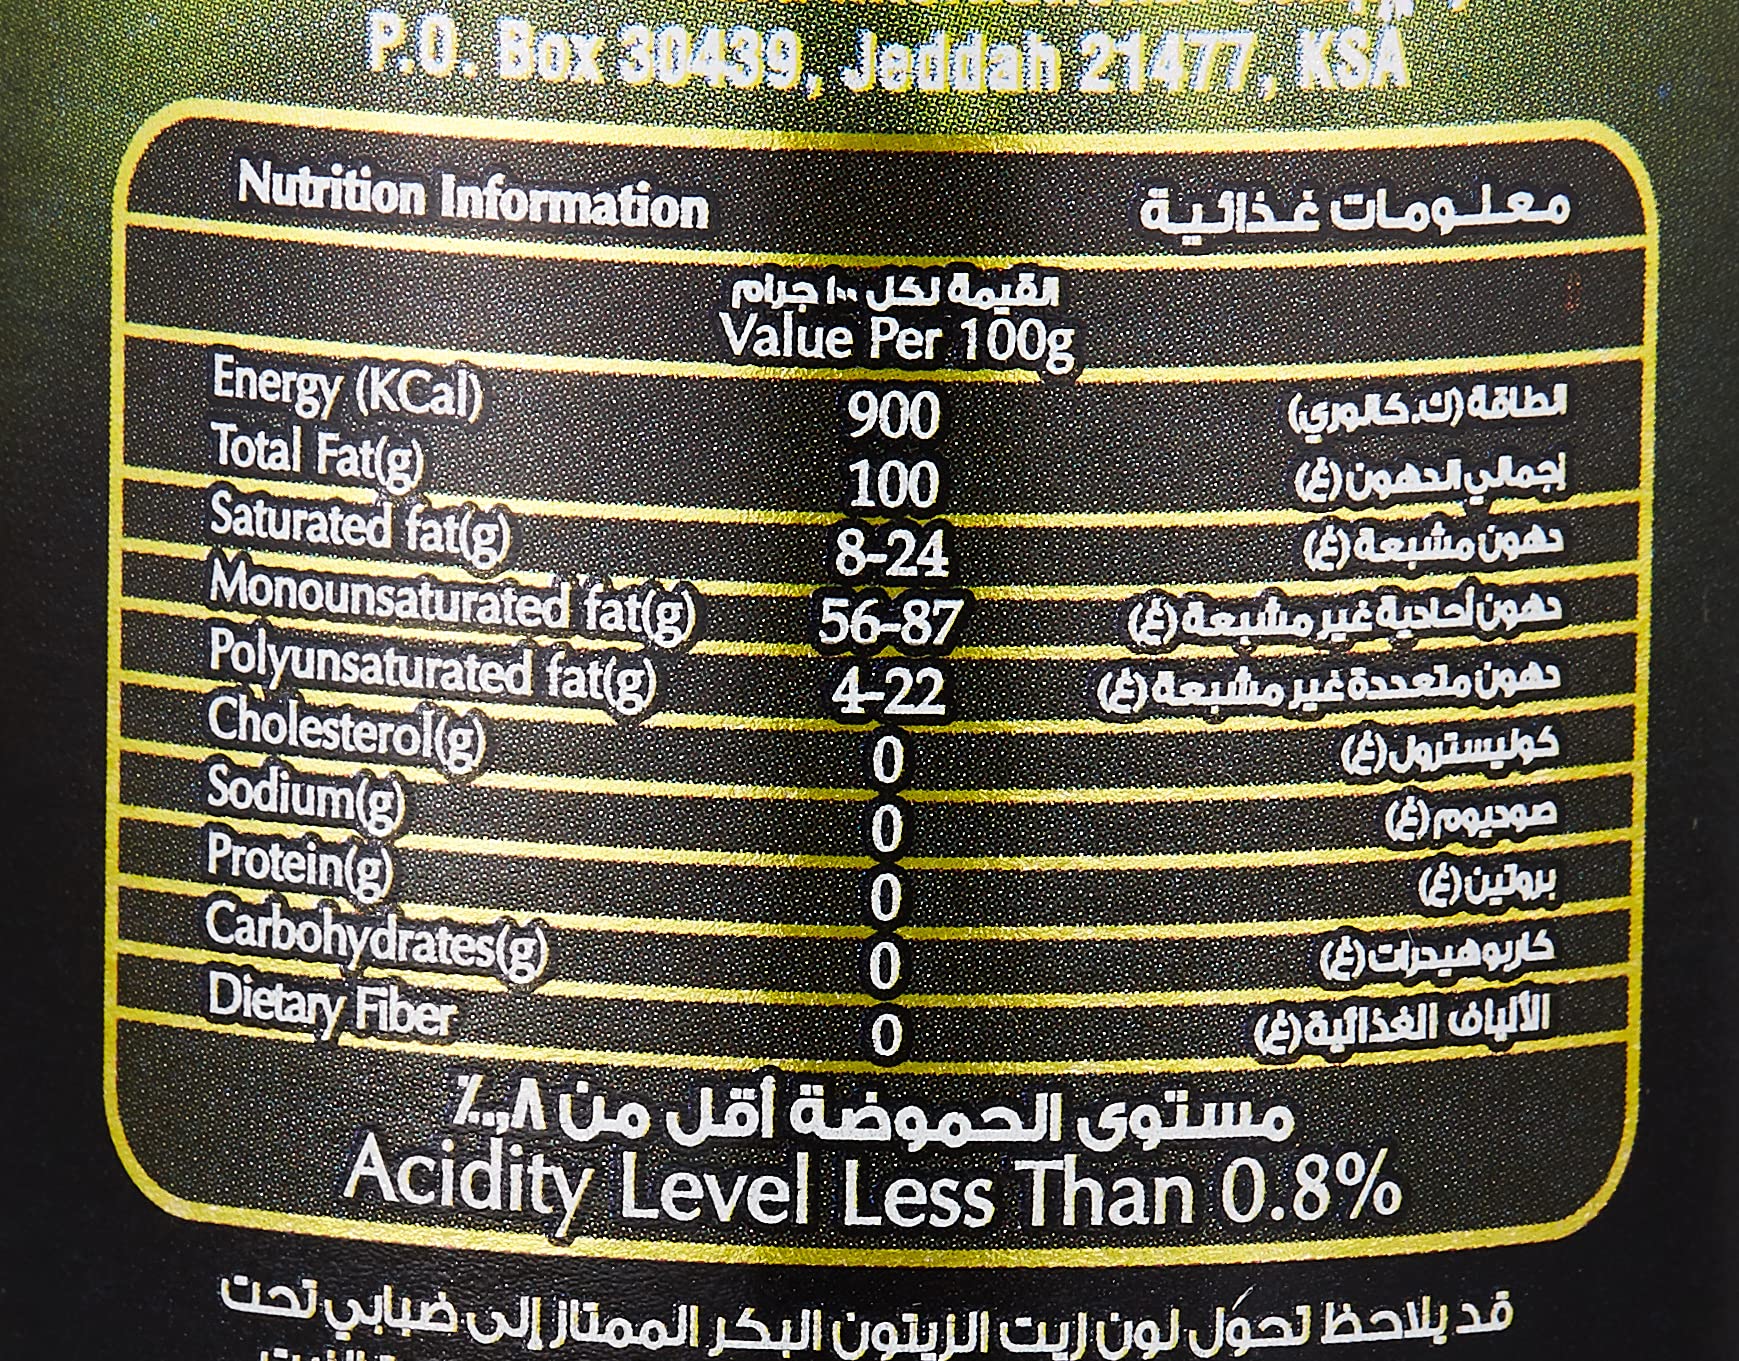 P.O. Box 30439, Jeddah 21477, KSA
Nutrition Information معلومات غذائية
القيمة لكل ١٠٠ جرام
Value Per 100g
Energy (KCal) 900 الطاقة (ك.كالوري)
Total Fat(g) 100 إجمالي الدهون (غ)
Saturated fat(g) 8-24 دهون مشبعة (غ)
Monounsaturated fat(g) 56-87 دهون أحادية غير مشبعة (غ)
Polyunsaturated fat(g) 4-22 دهون متعددة غير مشبعة (غ)
Cholesterol(g) 0 كوليسترول (غ)
Sodium(g) 0 صوديوم (غ)
Protein(g) 0 بروتين (غ)
Carbohydrates(g) 0 كاربوهيدرات (غ)
Dietary Fiber 0 الألياف الغذائية (غ)
مستوى الحموضة أقل من ٠,٨٪
Acidity Level Less Than 0.8%
قد يلاحظ تحوّل لون زيت الزيتون البكر الممتاز إلى ضبابي تحت